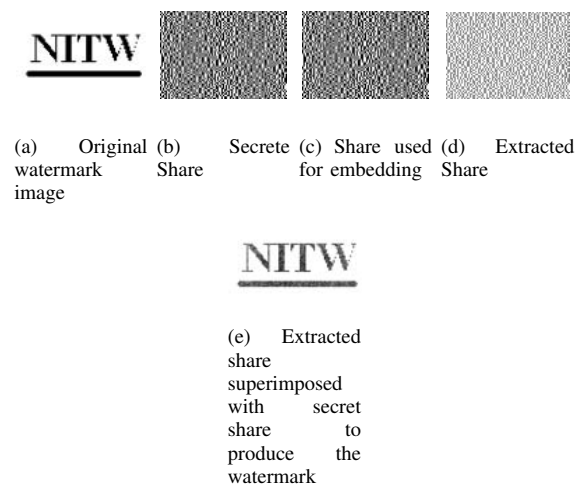 NITW
(a) Original watermark image
(b) Secrete Share
(c) Share used for embedding
(d) Extracted Share
NITW
(e) Extracted
share
superimposed
with secret
share to
produce the
watermark